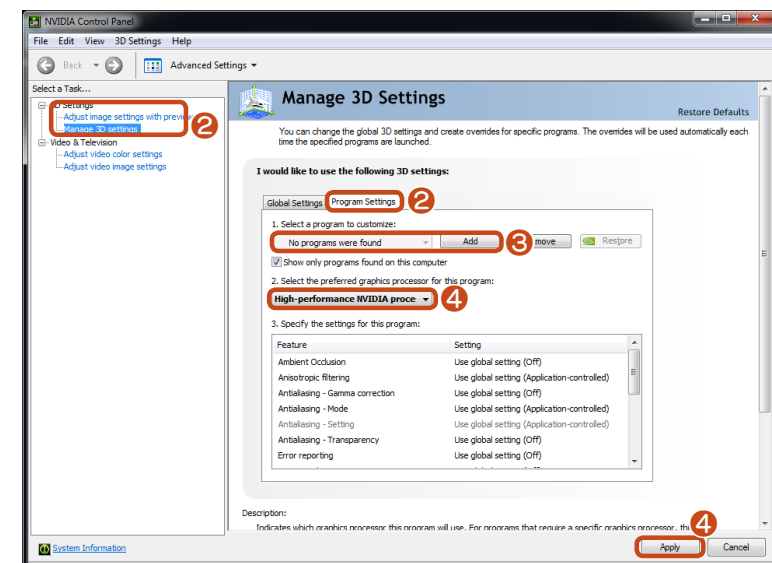 NVIDIA Control Panel
File Edit View 3D Settings Help
Back Advanced Settings
Select a Task...
3D Settings
Adjust image settings with preview
Manage 3D settings
2
Video & Television
Adjust video color settings
Adjust video image settings
System Information
Manage 3D Settings
Restore Defaults
You can change the global 3D settings and create overrides for specific programs. The overrides will be used automatically each
time the specified programs are launched.
I would like to use the following 3D settings:
Global Settings Program Settings 2
1. Select a program to customize:
No programs were found Add 3 move Restore
Show only programs found on this computer
2. Select the preferred graphics processor for this program:
High-performance NVIDIA proce 4
3. Specify the settings for this program:
Feature Setting
Ambient Occlusion Use global setting (Off)
Anisotropic filtering Use global setting (Application-controlled)
Antialiasing - Gamma correction Use global setting (Off)
Antialiasing - Mode Use global setting (Application-controlled)
Antialiasing - Setting Use global setting (Application-controlled)
Antialiasing - Transparency Use global setting (Off)
Error reporting Use global setting (Off)
Description:
Indicates which graphics processor this program will use. For programs that require a specific graphics processor, thi
4
Apply Cancel